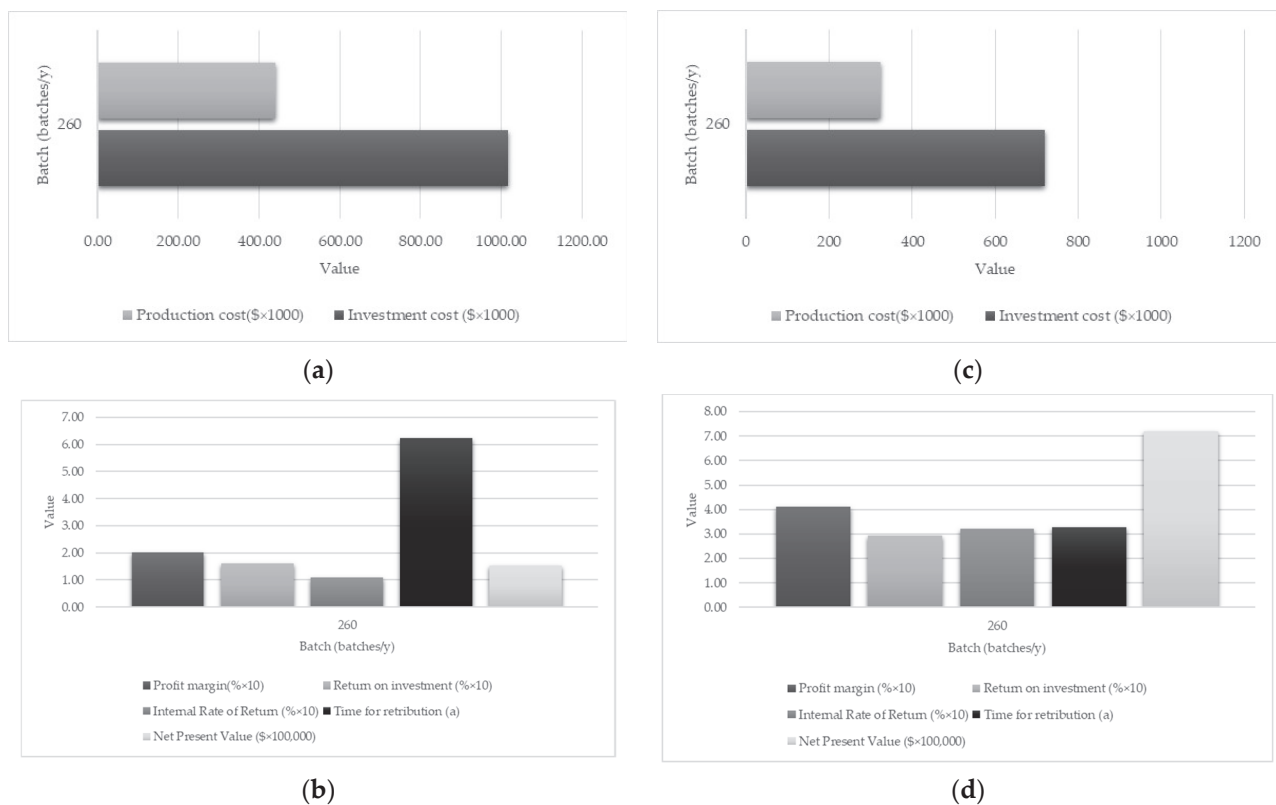 Batch (batches/y)
260
0.00 200.00 400.00 600.00 800.00 1000.00 1200.00
Value
Production cost($×1000) Investment cost ($×1000)
(a)
Batch (batches/y)
260
0 200 400 600 800 1000 1200
Value
Production cost($×1000) Investment cost ($×1000)
(c)
7.00
6.00
5.00
4.00
3.00
2.00
1.00
0.00
Value
260
Batch (batches/y)
Profit margin(%×10) Return on investment (%×10)
Internal Rate of Return (%×10) Time for retribution (a)
Net Present Value ($×100,000)
(b)
8.00
7.00
6.00
5.00
4.00
3.00
2.00
1.00
0.00
Value
260
Batch (batches/y)
Profit margin (%×10) Return on investment (%×10)
Internal Rate of Return (%×10) Time for retribution (a)
Net Present Value ($×100,000)
(d)